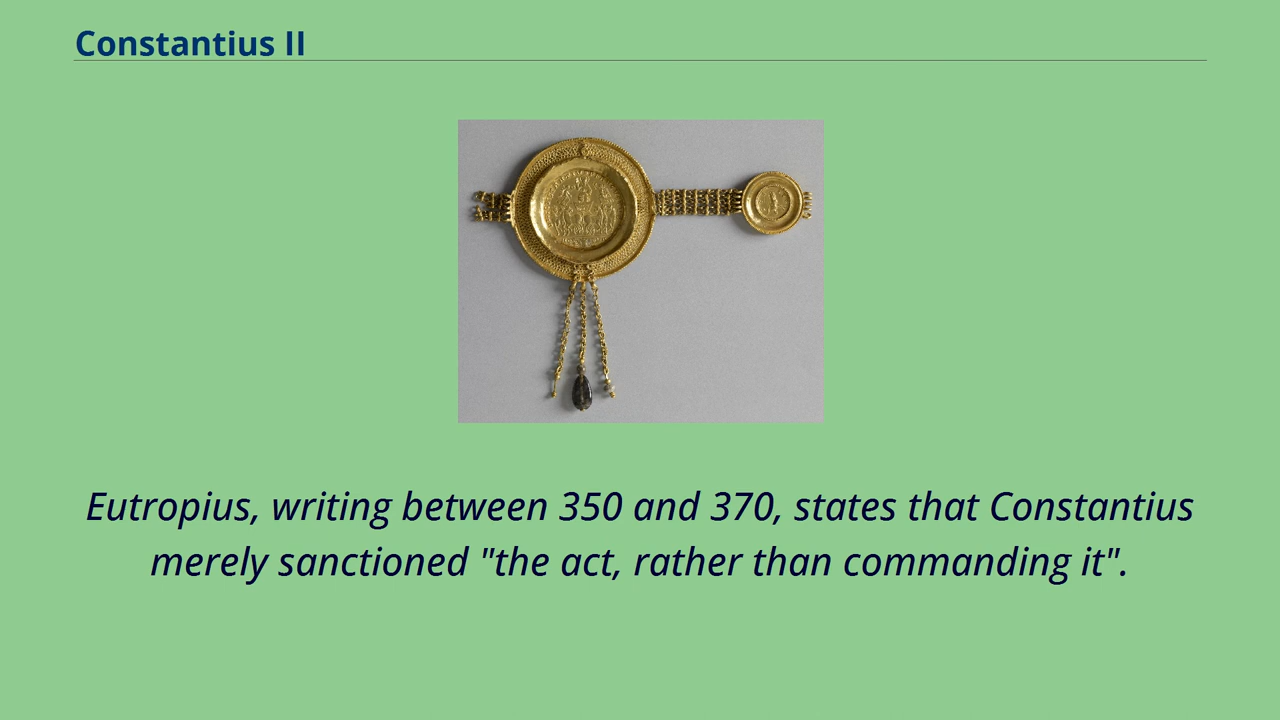 Constantius II
Eutropius, writing between 350 and 370, states that Constantius
merely sanctioned "the act, rather than commanding it".